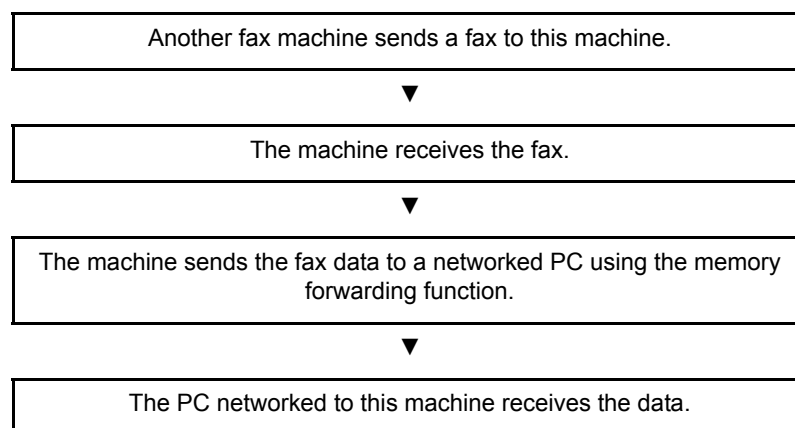 Another fax machine sends a fax to this machine.
▼
The machine receives the fax.
▼
The machine sends the fax data to a networked PC using the memory
forwarding function.
▼
The PC networked to this machine receives the data.